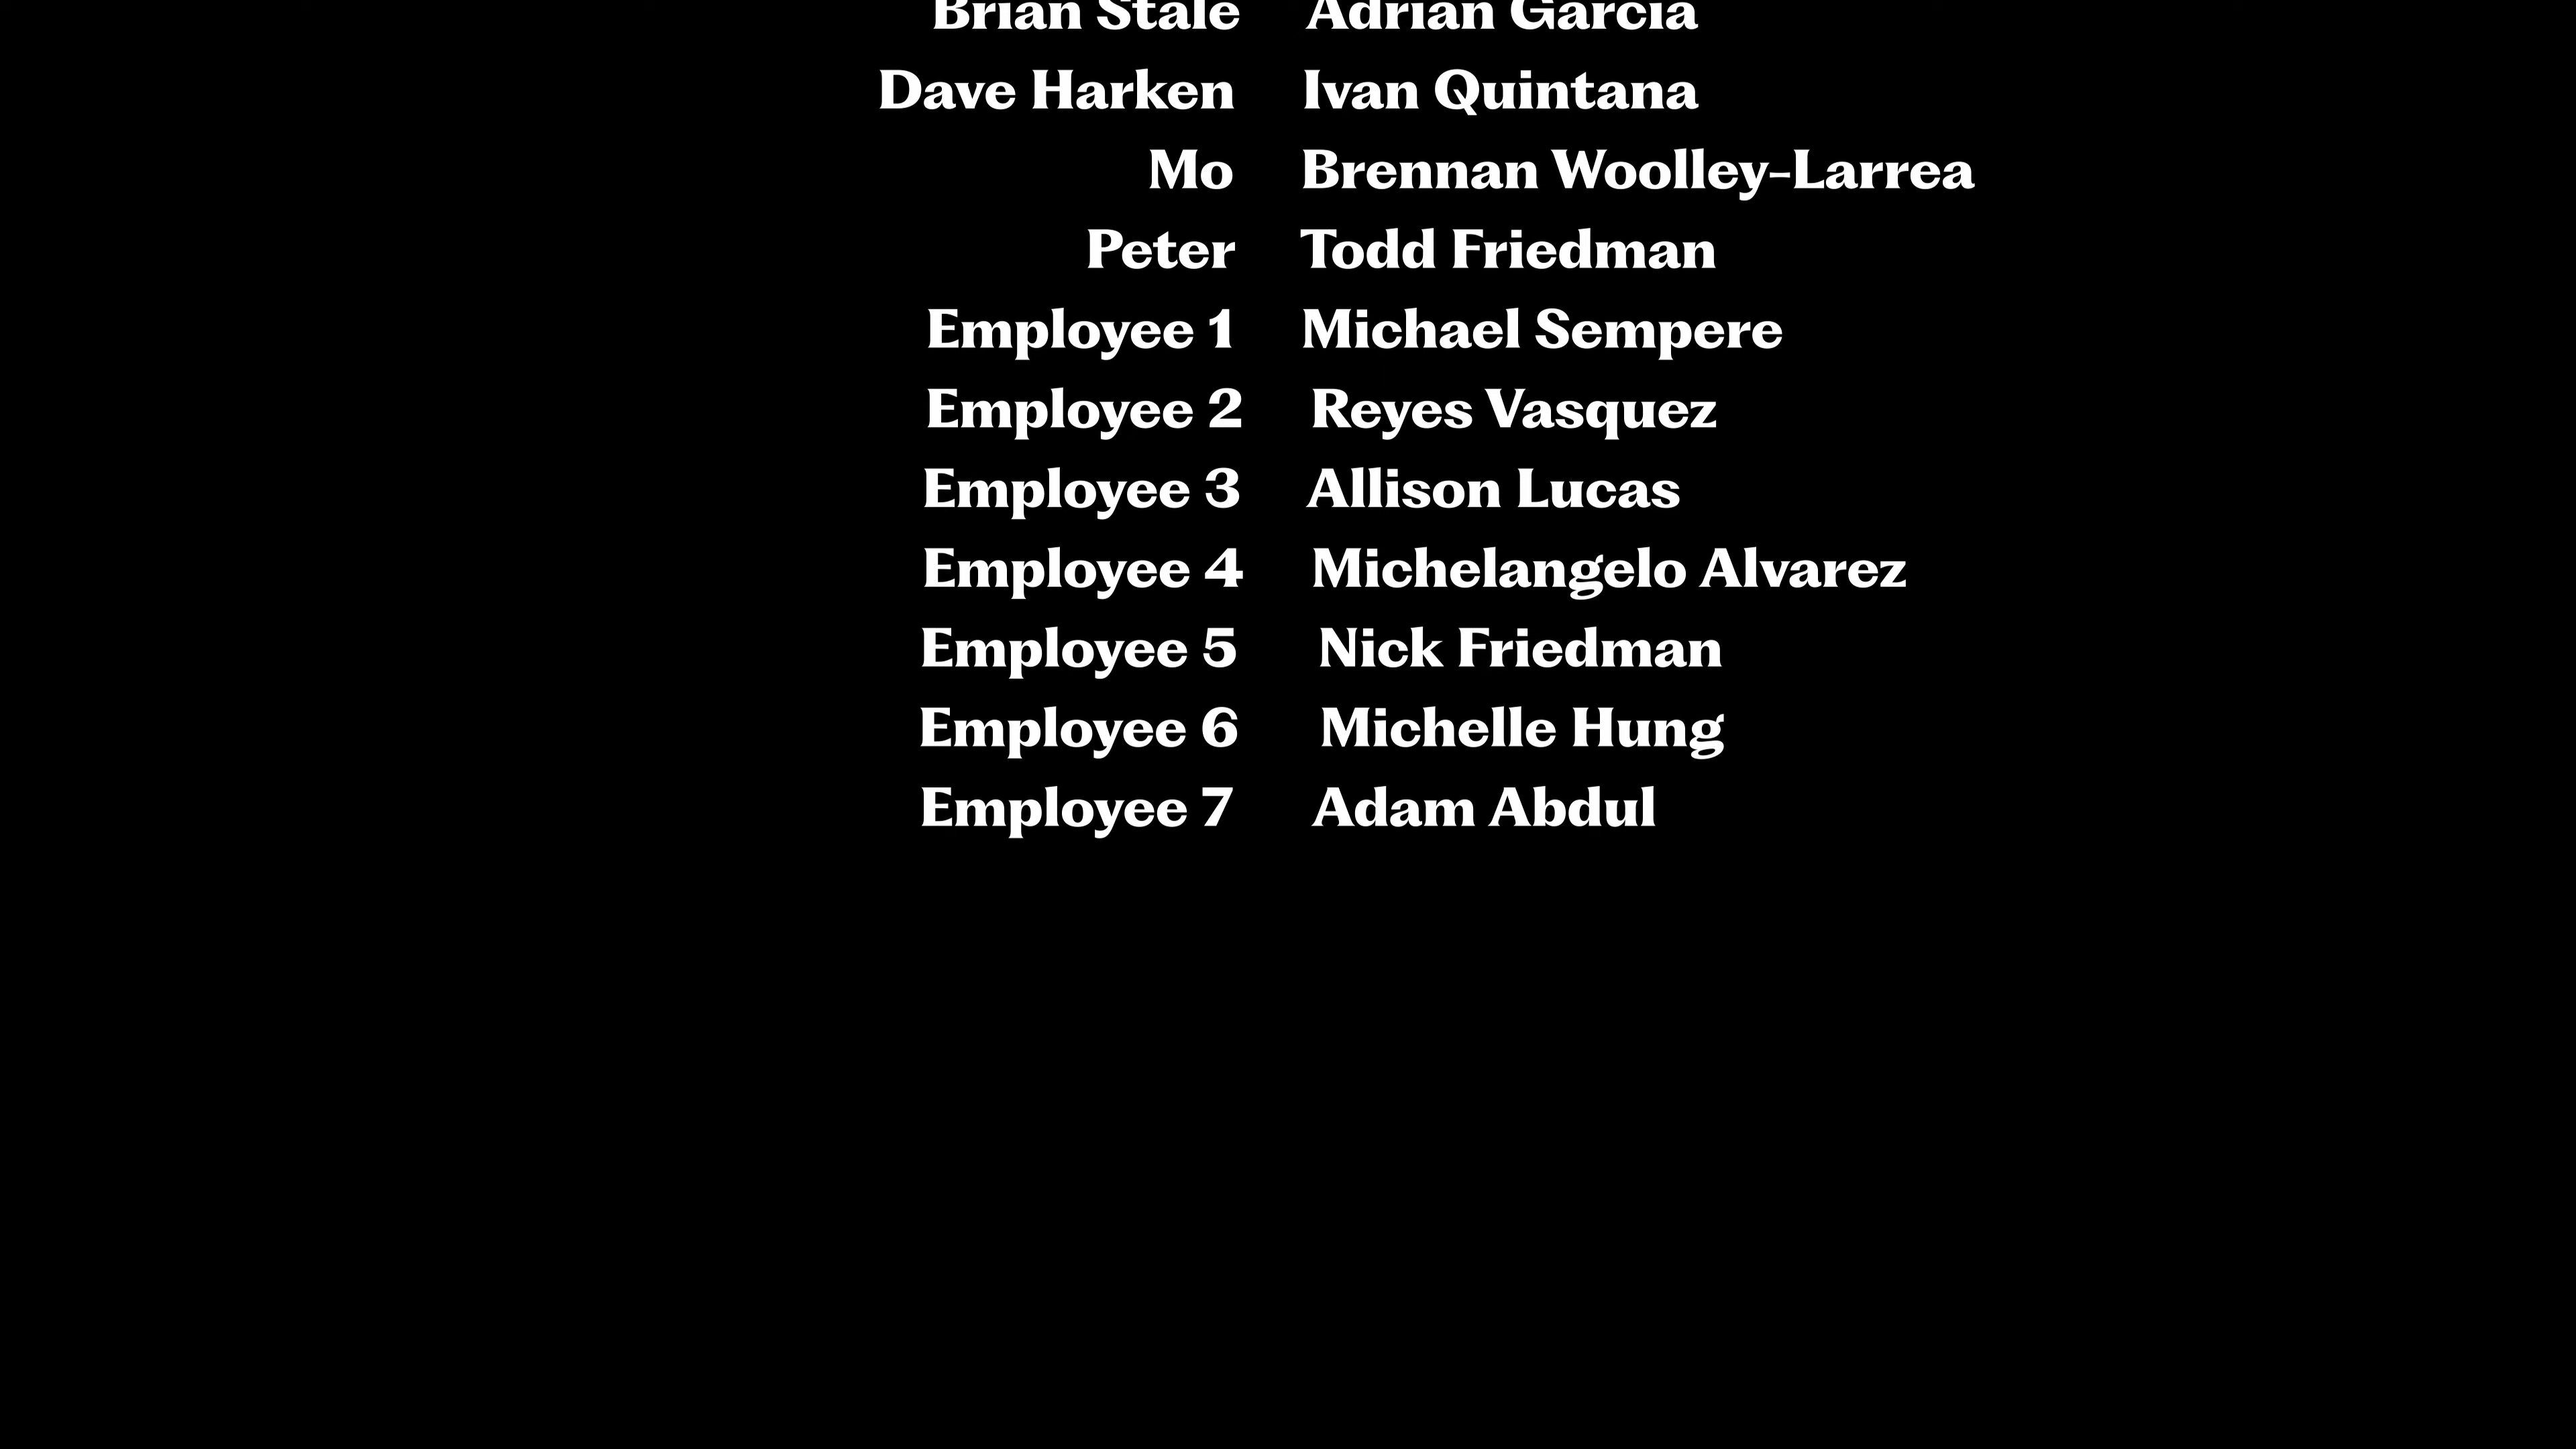 Brian Stale Adrian Garcia
Dave Harken Ivan Quintana
Mo Brennan Woolley-Larrea
Peter Todd Friedman
Employee 1 Michael Sempere
Employee 2 Reyes Vasquez
Employee 3 Allison Lucas
Employee 4 Michelangelo Alvarez
Employee 5 Nick Friedman
Employee 6 Michelle Hung
Employee 7 Adam Abdul